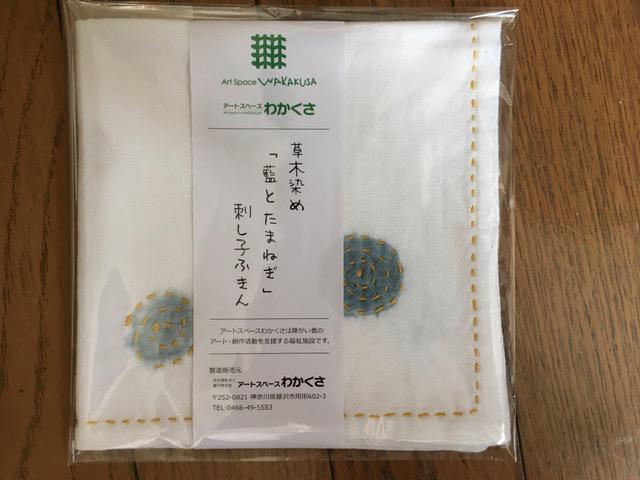 Art Space WAKAKUSA
アートスペース わかくさ
草木染め
「藍とたまねぎ」
刺し子ふきん
アートスペースわかくさは障がい者の
アート・創作活動を支援する福祉施設です。
製造販売元
アートスペースわかくさ
〒252-0821 神奈川県藤沢市用田602-3
TEL:0466-49-5553